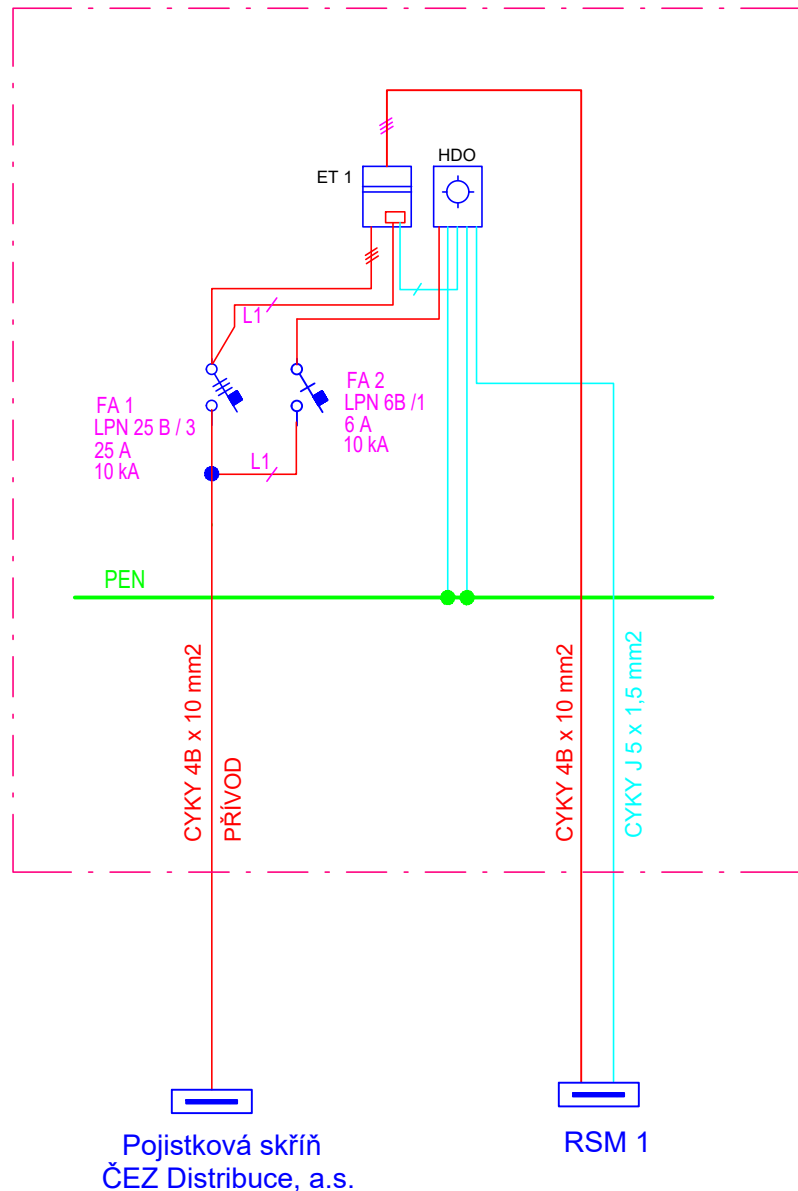 HDO
ET 1
L1
FA 1
LPN 25 B / 3
25 A
10 kA
FA 2
LPN 6B /1
6 A
10 kA
L1
PEN
CYKY 4B x 10 mm2
PŘÍVOD
CYKY 4B x 10 mm2
CYKY J 5 x 1,5 mm2
Pojistková skříň
ČEZ Distribuce, a.s.
RSM 1